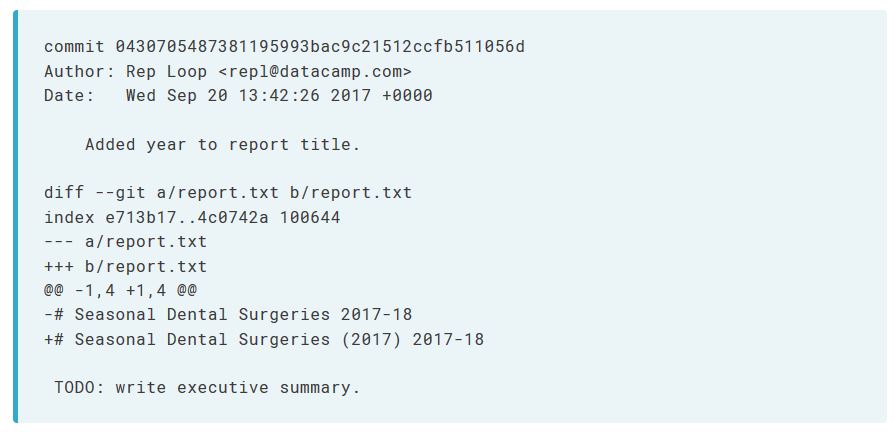 commit 0430705487381195993bac9c21512ccfb511056d
Author: Rep Loop <repl@datacamp.com>
Date:   Wed Sep 20 13:42:26 2017 +0000
    Added year to report title.
diff --git a/report.txt b/report.txt
index e713b17..4c0742a 100644
--- a/report.txt
+++ b/report.txt
@@ -1,4 +1,4 @@
-# Seasonal Dental Surgeries 2017-18
+# Seasonal Dental Surgeries (2017) 2017-18
 TODO: write executive summary.